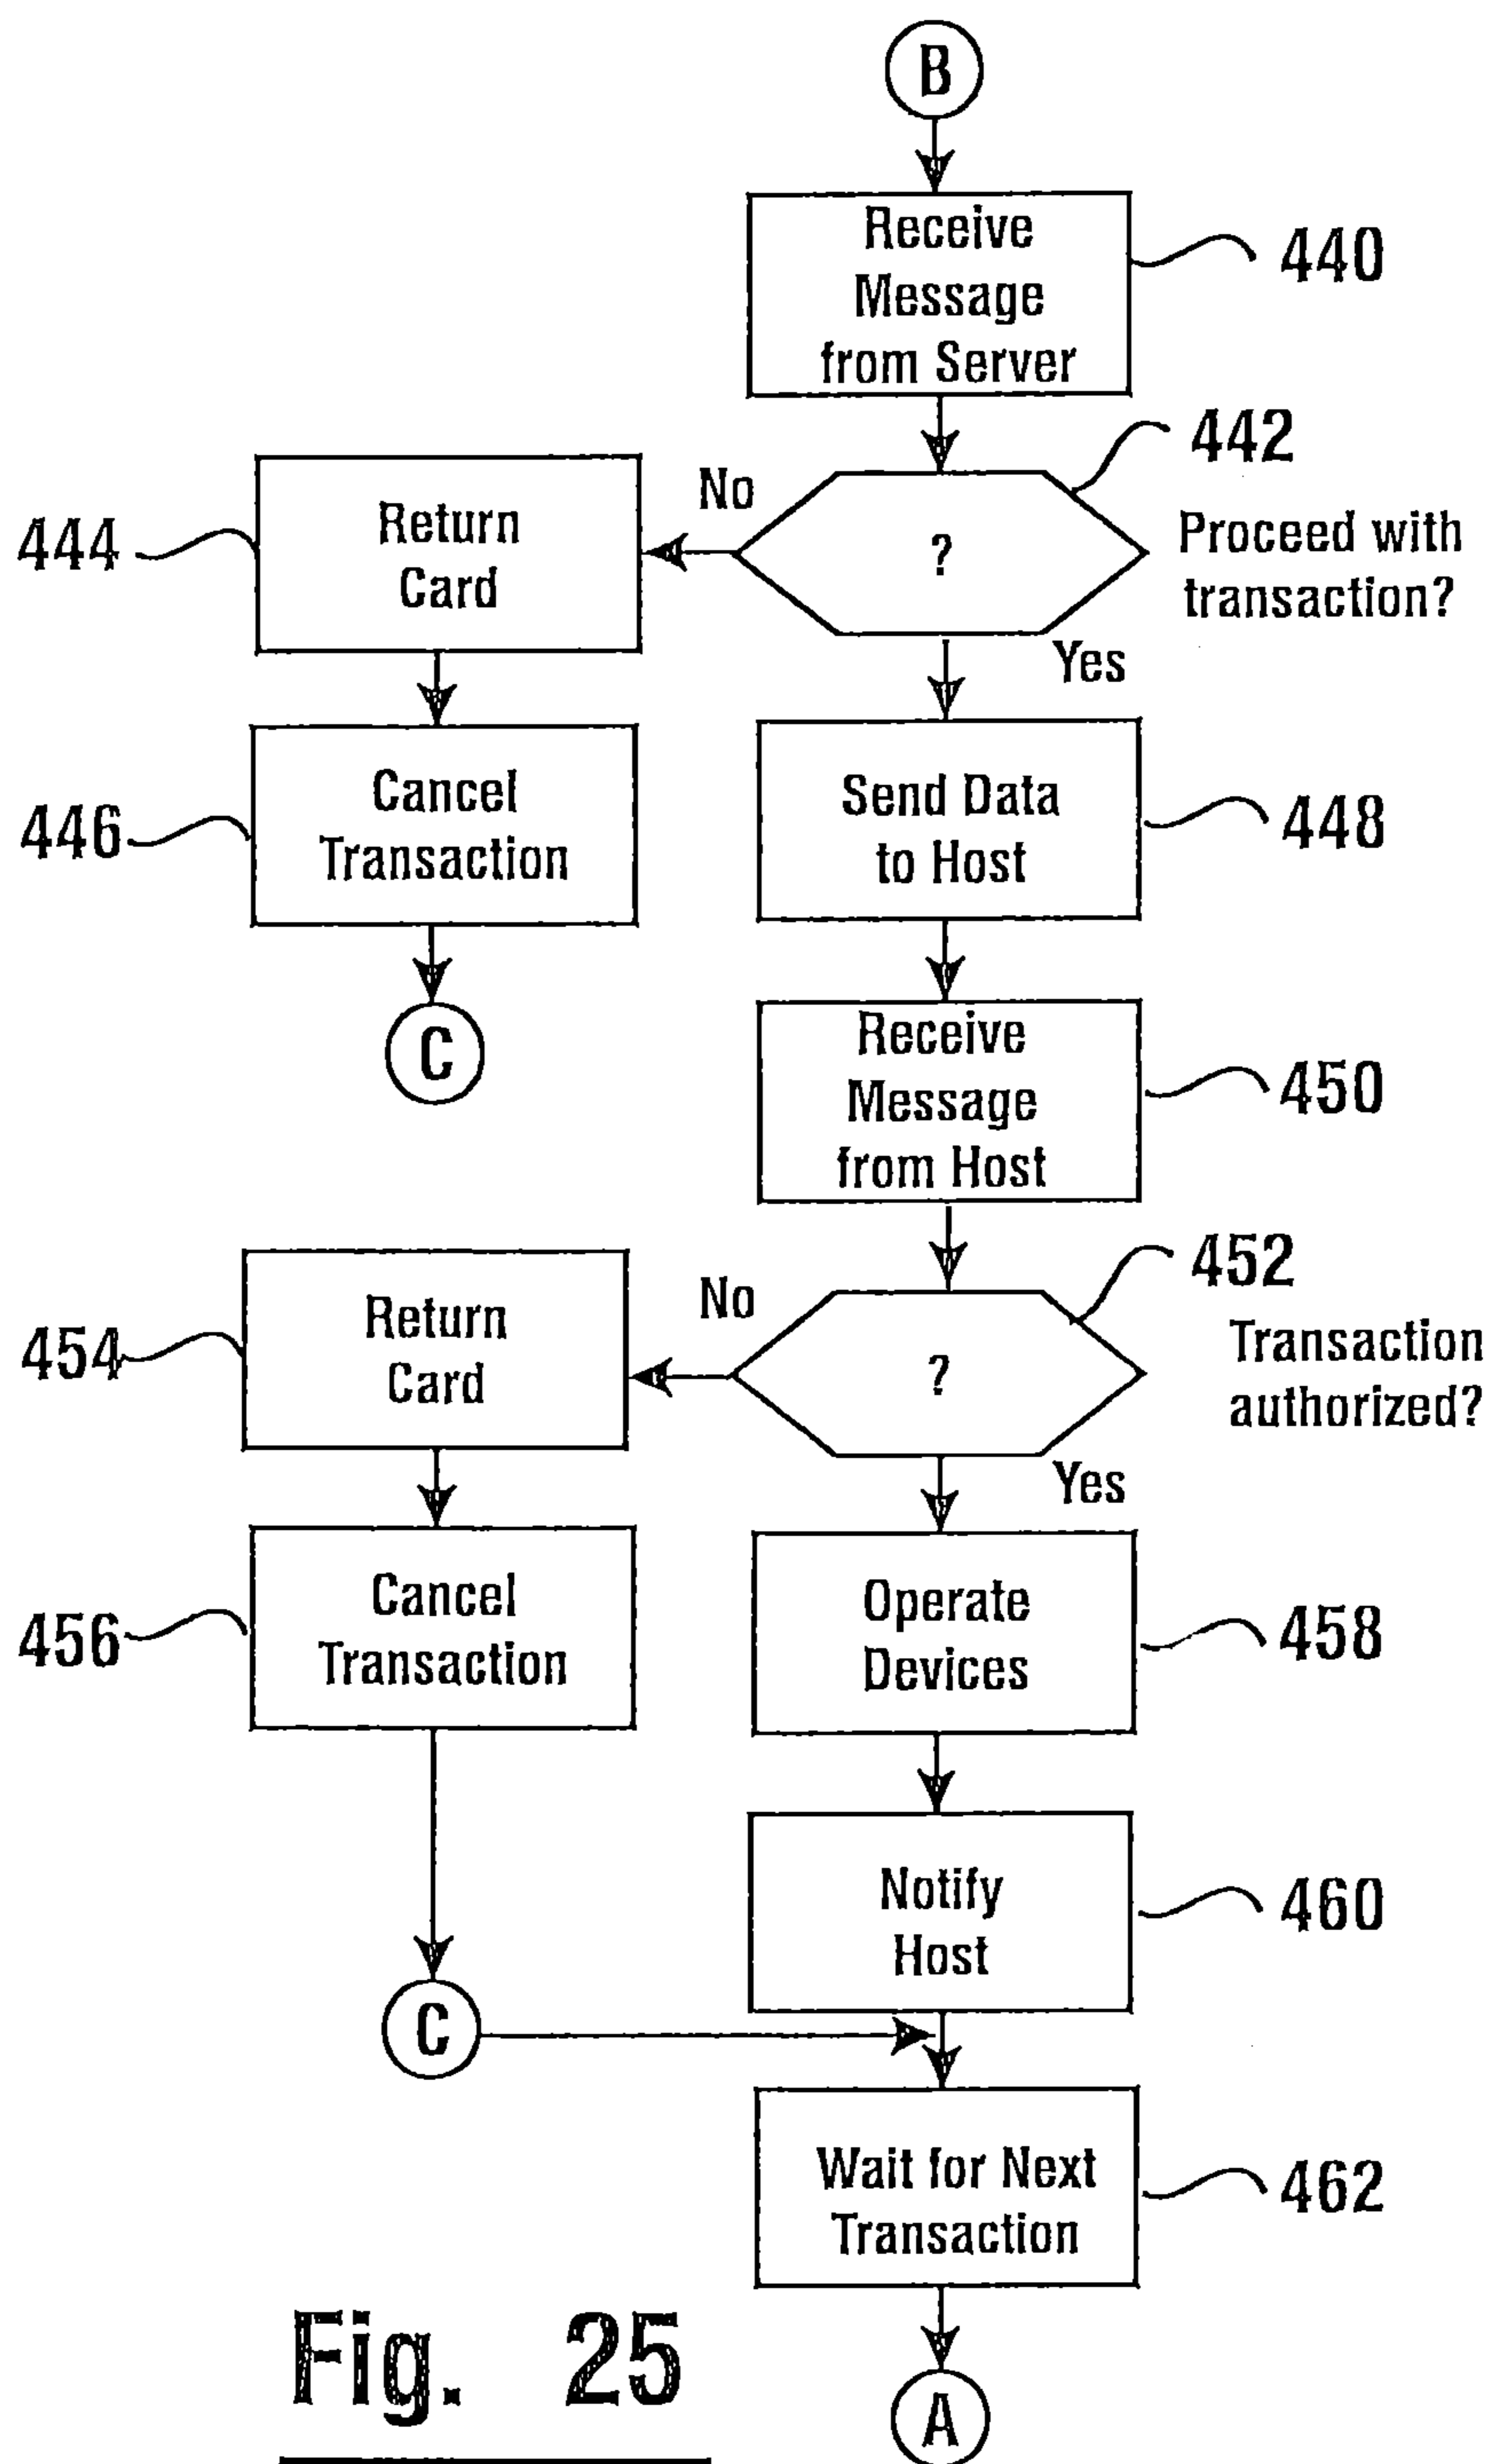 B
Receive
Message
from Server
440
442
No
?
Proceed with
transaction?
Yes
444
Return
Card
446
Cancel
Transaction
C
Send Data
to Host
448
Receive
Message
from Host
450
452
No
?
Transaction
authorized?
Yes
454
Return
Card
456
Cancel
Transaction
Operate
Devices
458
Notify
Host
460
C
Wait for Next
Transaction
462
A
Fig. 25